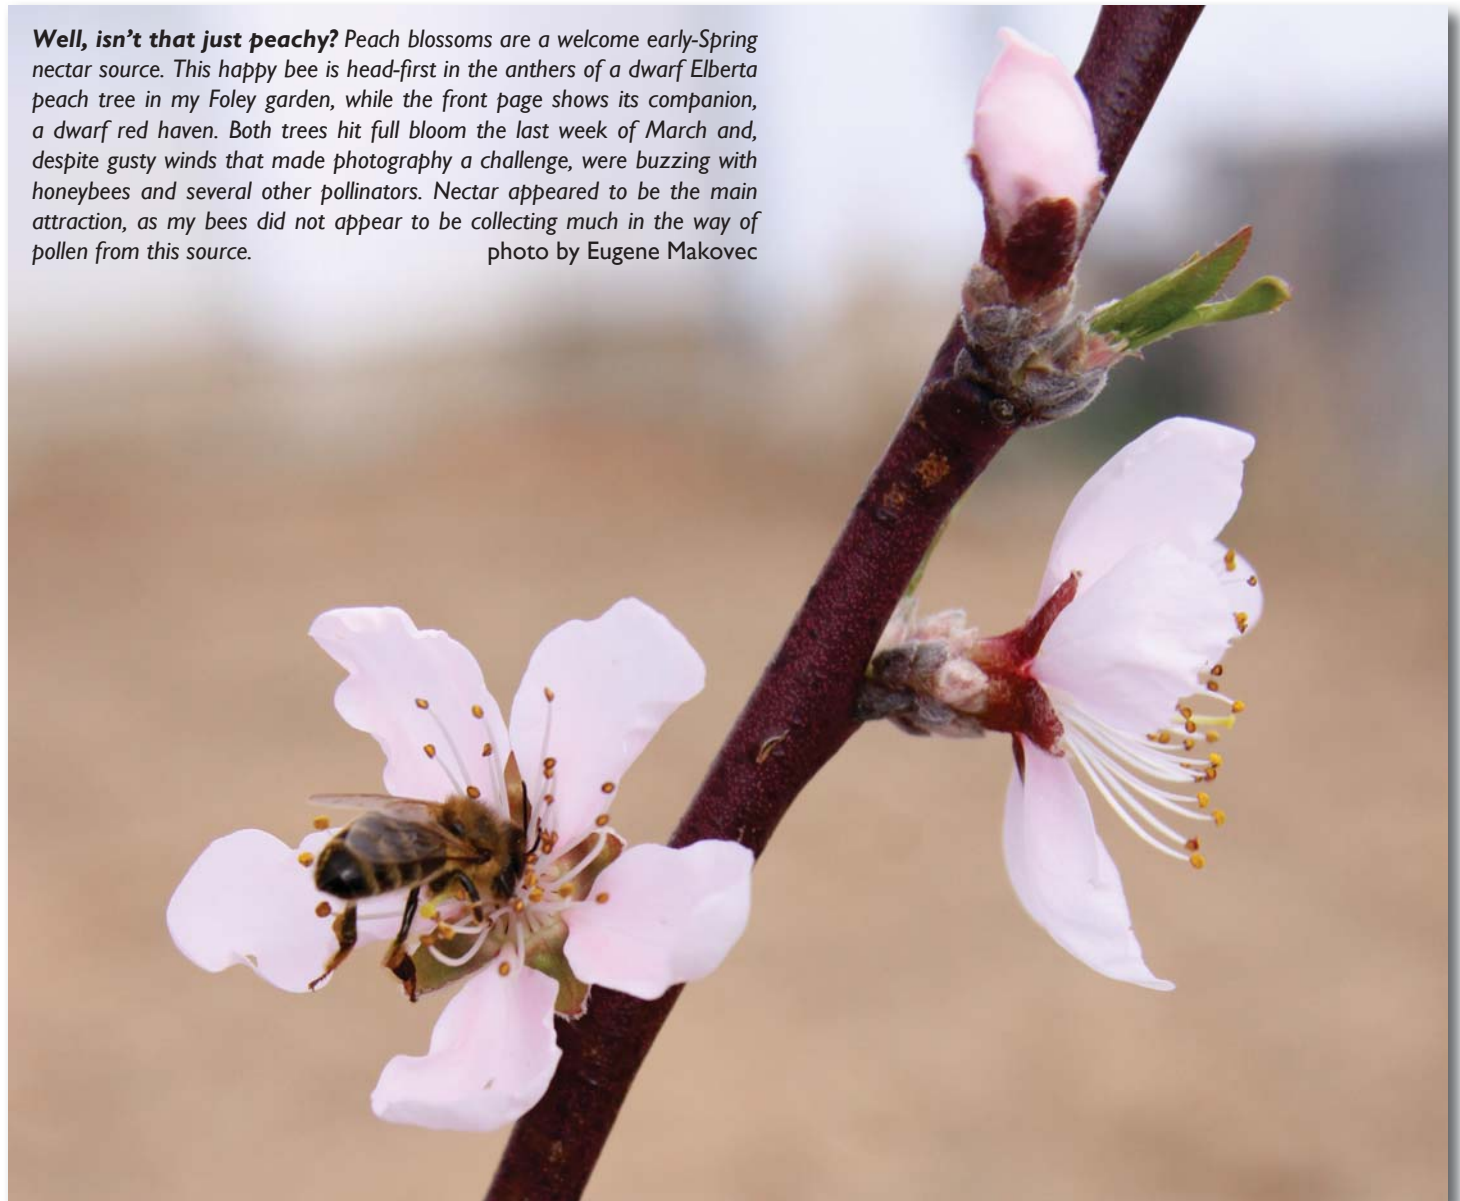 Well, isn't that just peachy? Peach blossoms are a welcome early-Spring
nectar source. This happy bee is head-first in the anthers of a dwarf Elberta
peach tree in my Foley garden, while the front page shows its companion,
a dwarf red haven. Both trees hit full bloom the last week of March and,
despite gusty winds that made photography a challenge, were buzzing with
honeybees and several other pollinators. Nectar appeared to be the main
attraction, as my bees did not appear to be collecting much in the way of
pollen from this source. photo by Eugene Makovec